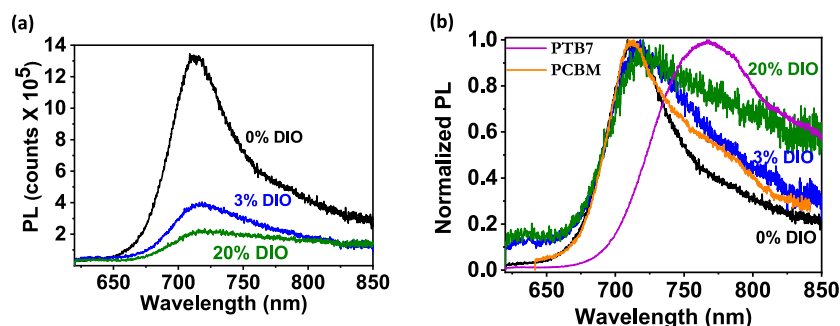 (a)
PL (counts X 10⁵)
14
12
10
8
6
4
2
0% DIO
3% DIO
20% DIO
650 700 750 800 850
Wavelength (nm)
(b)
Normalized PL
1.0
0.8
0.6
0.4
0.2
0.0
PTB7
PCBM
20% DIO
3% DIO
0% DIO
650 700 750 800 850
Wavelength (nm)